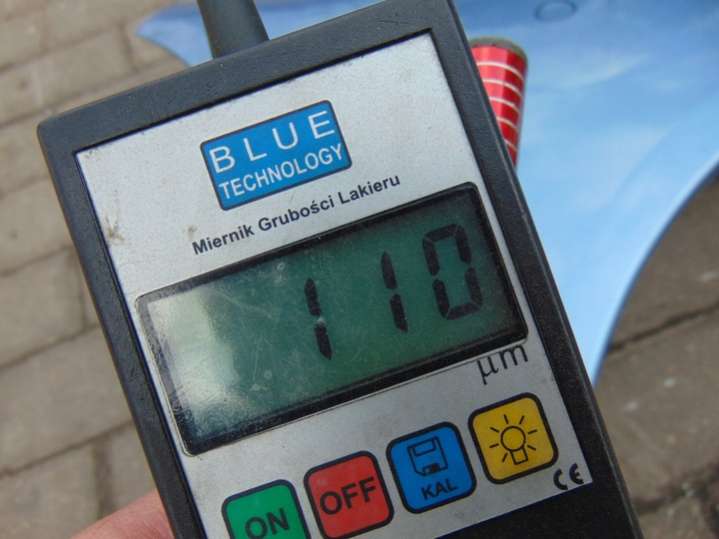 BLUE
TECHNOLOGY
Miernik Grubości Lakieru
110
µm
ON
OFF
KAL
CE